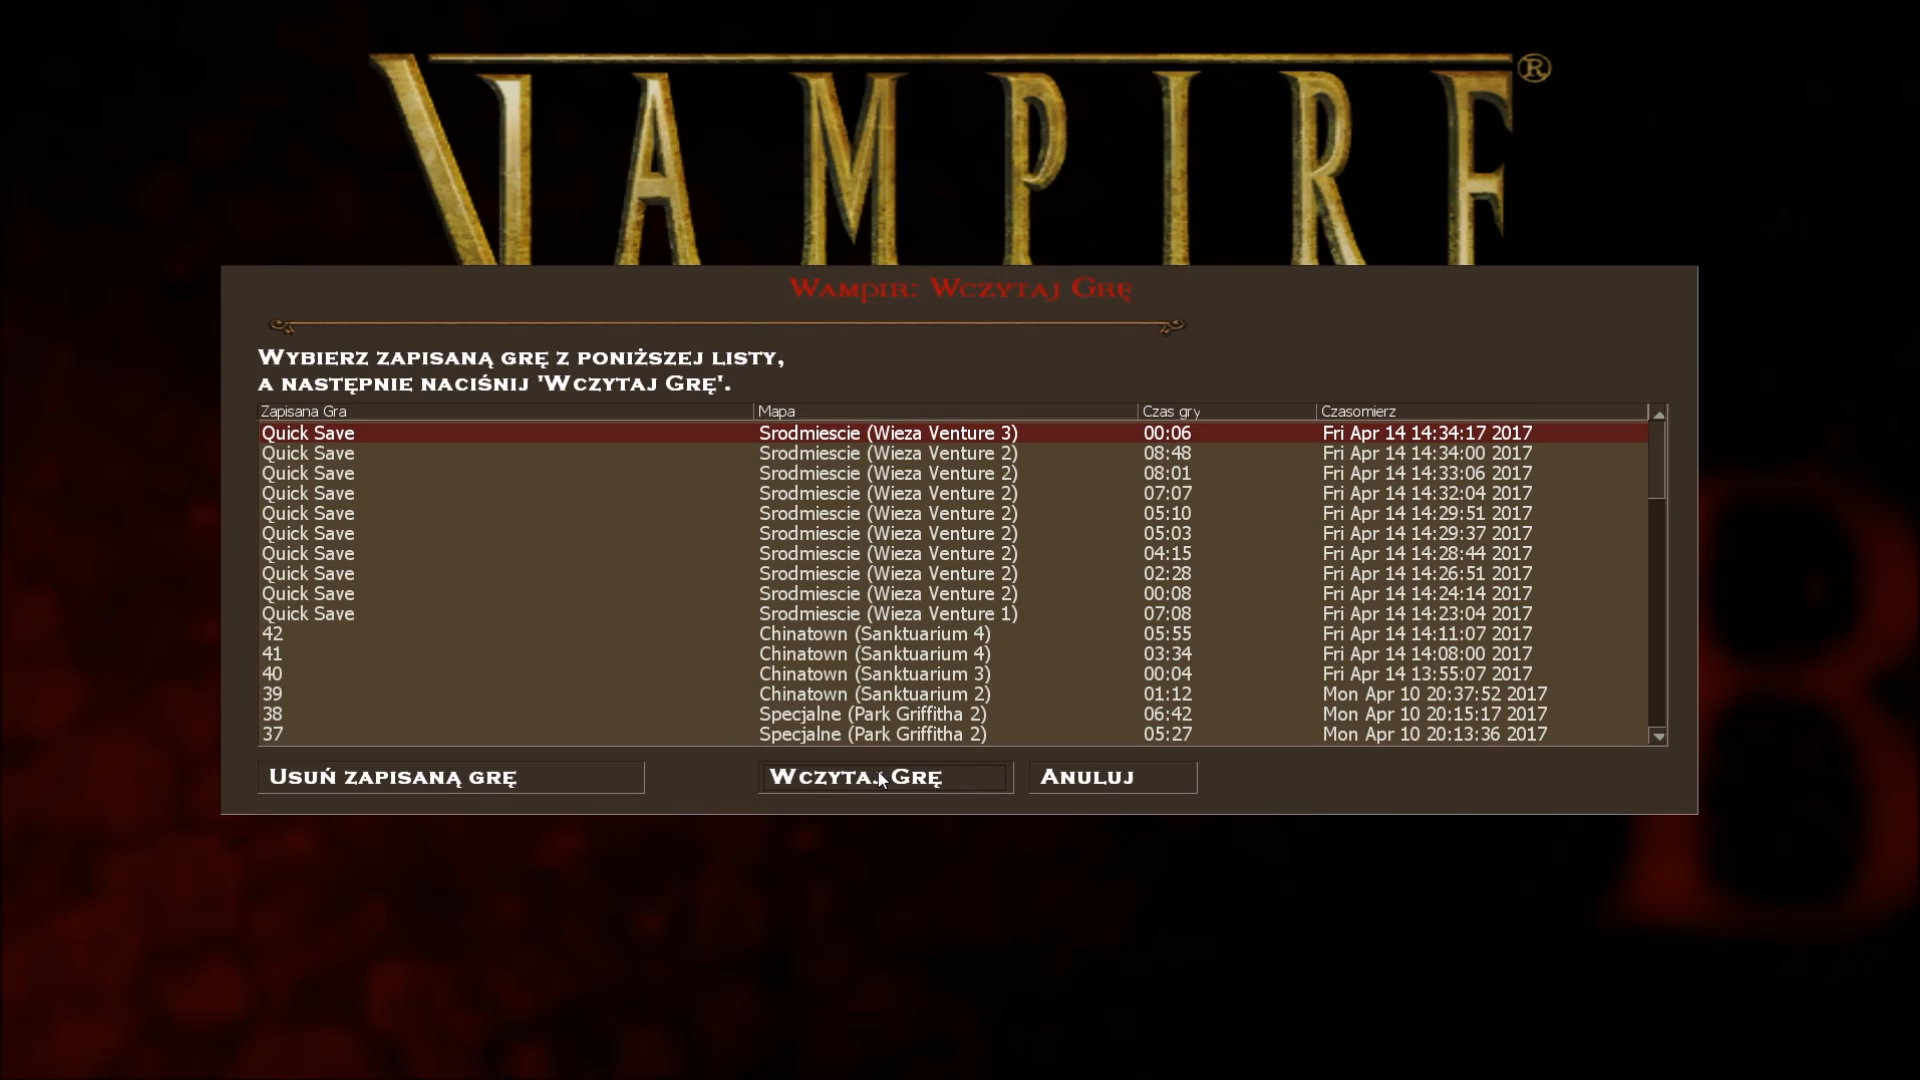 VAMPIRE®
B
Wampir: Wczytaj Grę
Wybierz zapisaną grę z poniższej listy,
a następnie naciśnij 'Wczytaj Grę'.
Zapisana Gra Mapa Czas gry Czasomierz
Quick Save Srodmiescie (Wieza Venture 3) 00:06 Fri Apr 14 14:34:17 2017
Quick Save Srodmiescie (Wieza Venture 2) 08:48 Fri Apr 14 14:34:00 2017
Quick Save Srodmiescie (Wieza Venture 2) 08:01 Fri Apr 14 14:33:06 2017
Quick Save Srodmiescie (Wieza Venture 2) 07:07 Fri Apr 14 14:32:04 2017
Quick Save Srodmiescie (Wieza Venture 2) 05:10 Fri Apr 14 14:29:51 2017
Quick Save Srodmiescie (Wieza Venture 2) 05:03 Fri Apr 14 14:29:37 2017
Quick Save Srodmiescie (Wieza Venture 2) 04:15 Fri Apr 14 14:28:44 2017
Quick Save Srodmiescie (Wieza Venture 2) 02:28 Fri Apr 14 14:26:51 2017
Quick Save Srodmiescie (Wieza Venture 2) 00:08 Fri Apr 14 14:24:14 2017
Quick Save Srodmiescie (Wieza Venture 1) 07:08 Fri Apr 14 14:23:04 2017
42 Chinatown (Sanktuarium 4) 05:55 Fri Apr 14 14:11:07 2017
41 Chinatown (Sanktuarium 4) 03:34 Fri Apr 14 14:08:00 2017
40 Chinatown (Sanktuarium 3) 00:04 Fri Apr 14 13:55:07 2017
39 Chinatown (Sanktuarium 2) 01:12 Mon Apr 10 20:37:52 2017
38 Specjalne (Park Griffitha 2) 06:42 Mon Apr 10 20:15:17 2017
37 Specjalne (Park Griffitha 2) 05:27 Mon Apr 10 20:13:36 2017
Usuń zapisaną grę Wczytaj Grę Anuluj